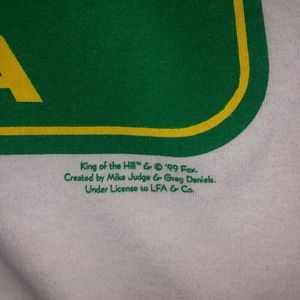 A
King of the Hill™ & © '99 Fox.
Created by Mike Judge & Greg Daniels.
Under License to LFA & Co.